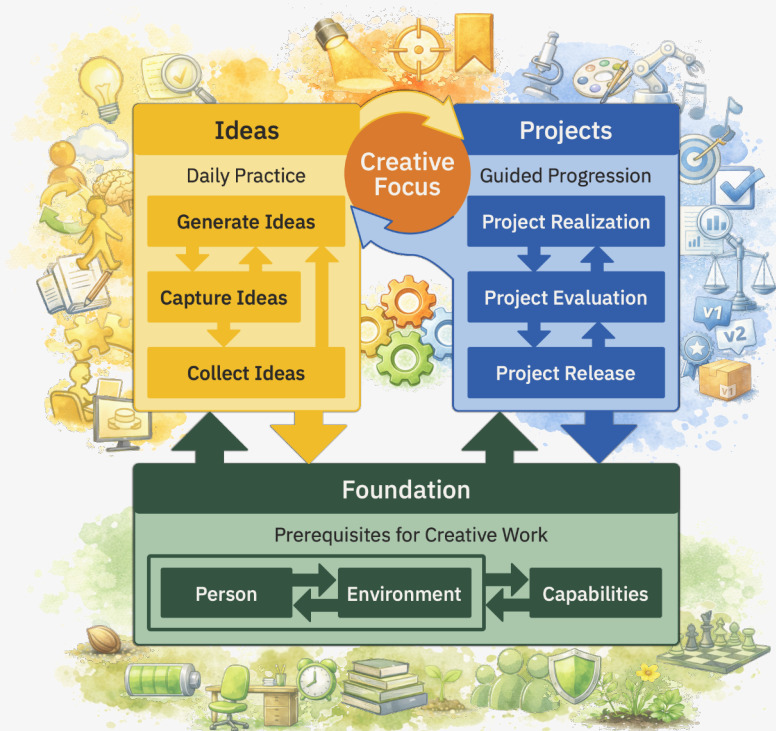 Ideas
Daily Practice
Generate Ideas
Capture Ideas
Collect Ideas
Creative
Focus
Projects
Guided Progression
Project Realization
Project Evaluation
Project Release
v1
v2
v1
Foundation
Prerequisites for Creative Work
Person
Environment
Capabilities